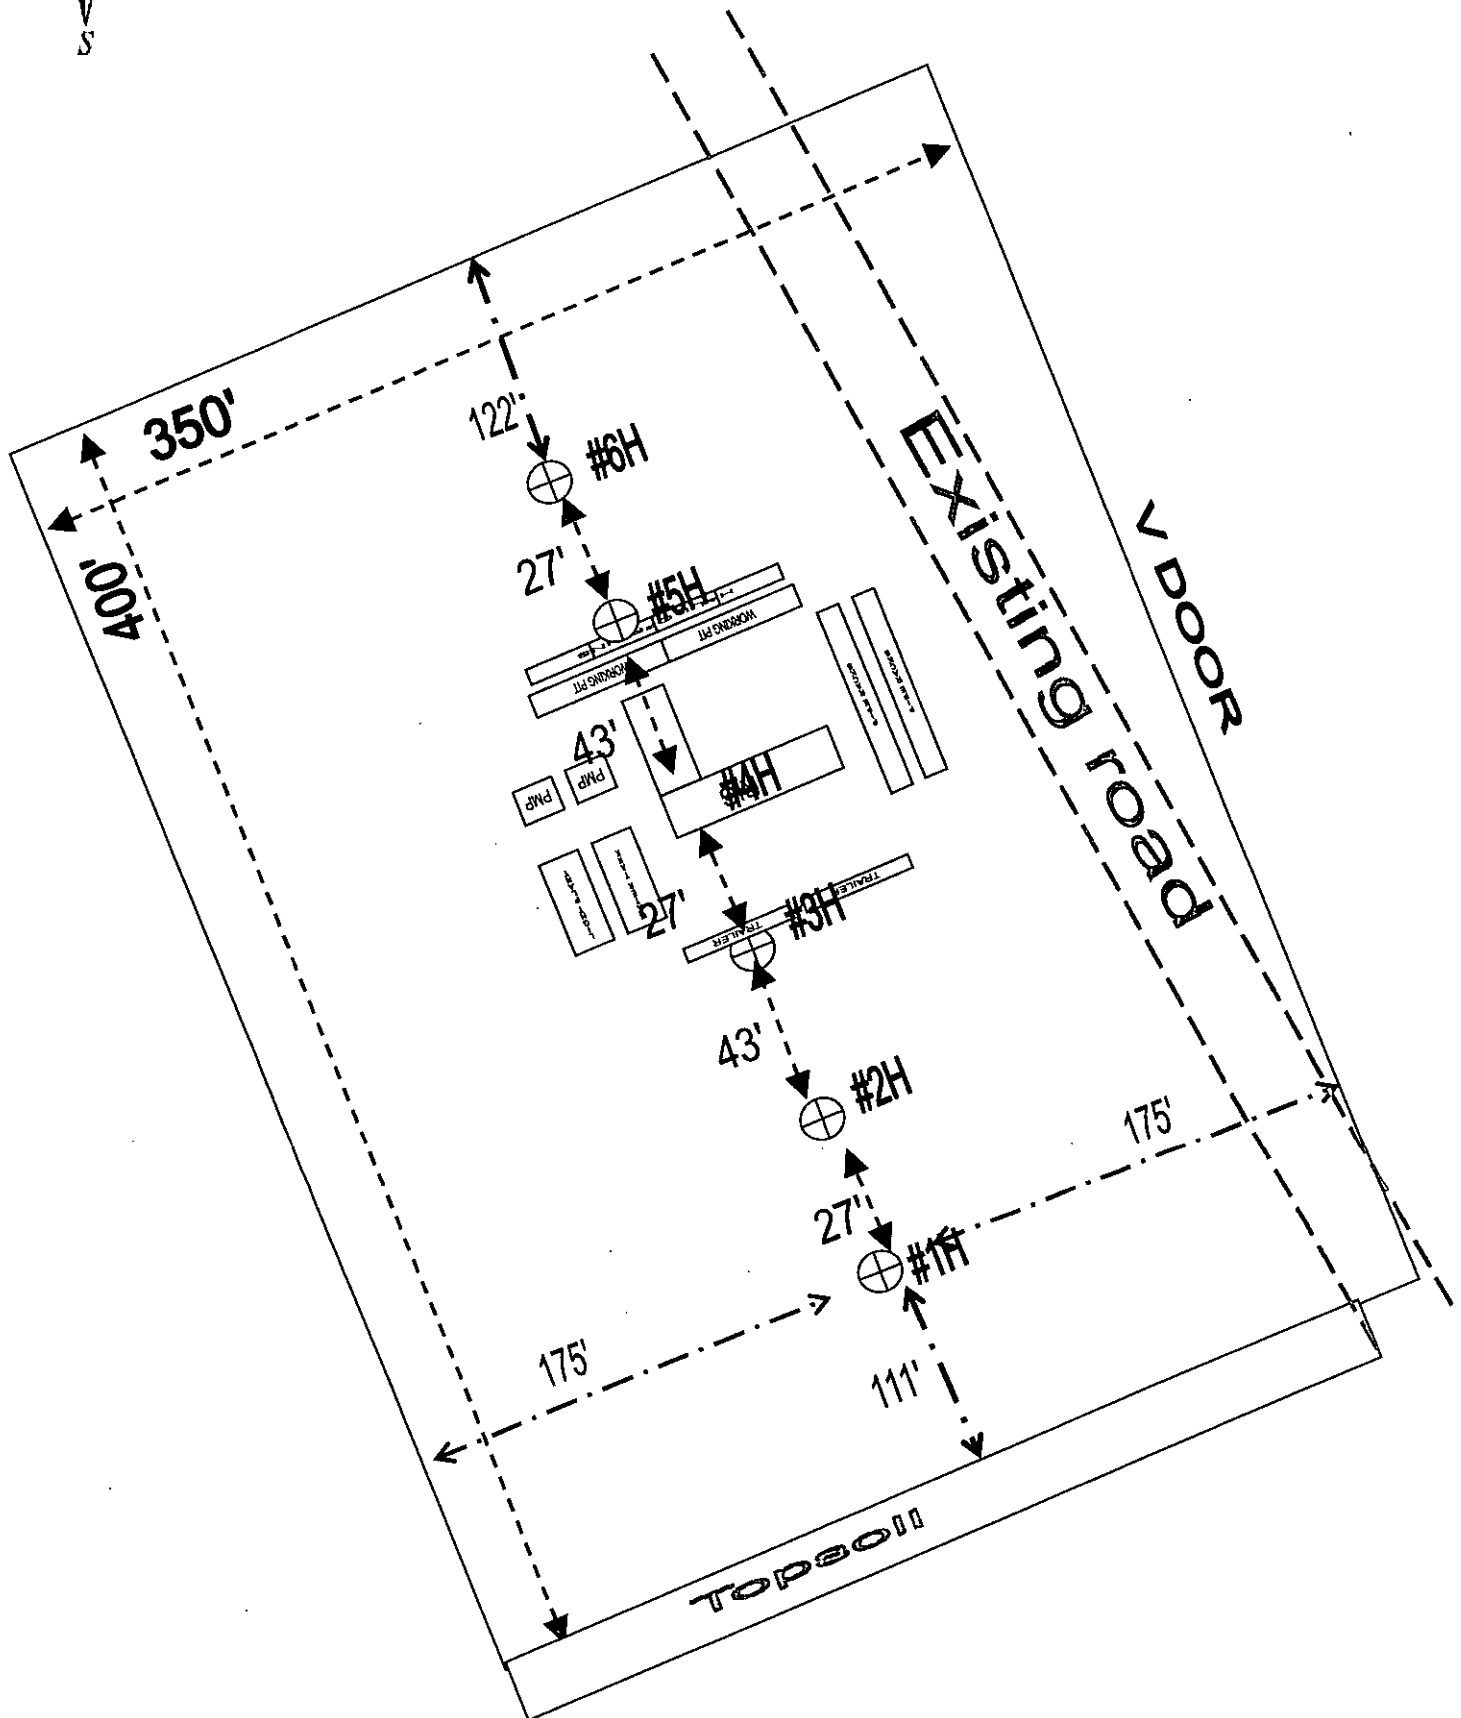 V
S
350'
400'
122'
#6H
27'
#5H
WORKING PIT
WORKING PIT
43'
#4H
PMP
PMP
27'
#3H
TRAILER
TRAILER
43'
#2H
27'
#1H
175'
175'
111'
Existing road
V DOOR
Topsoil